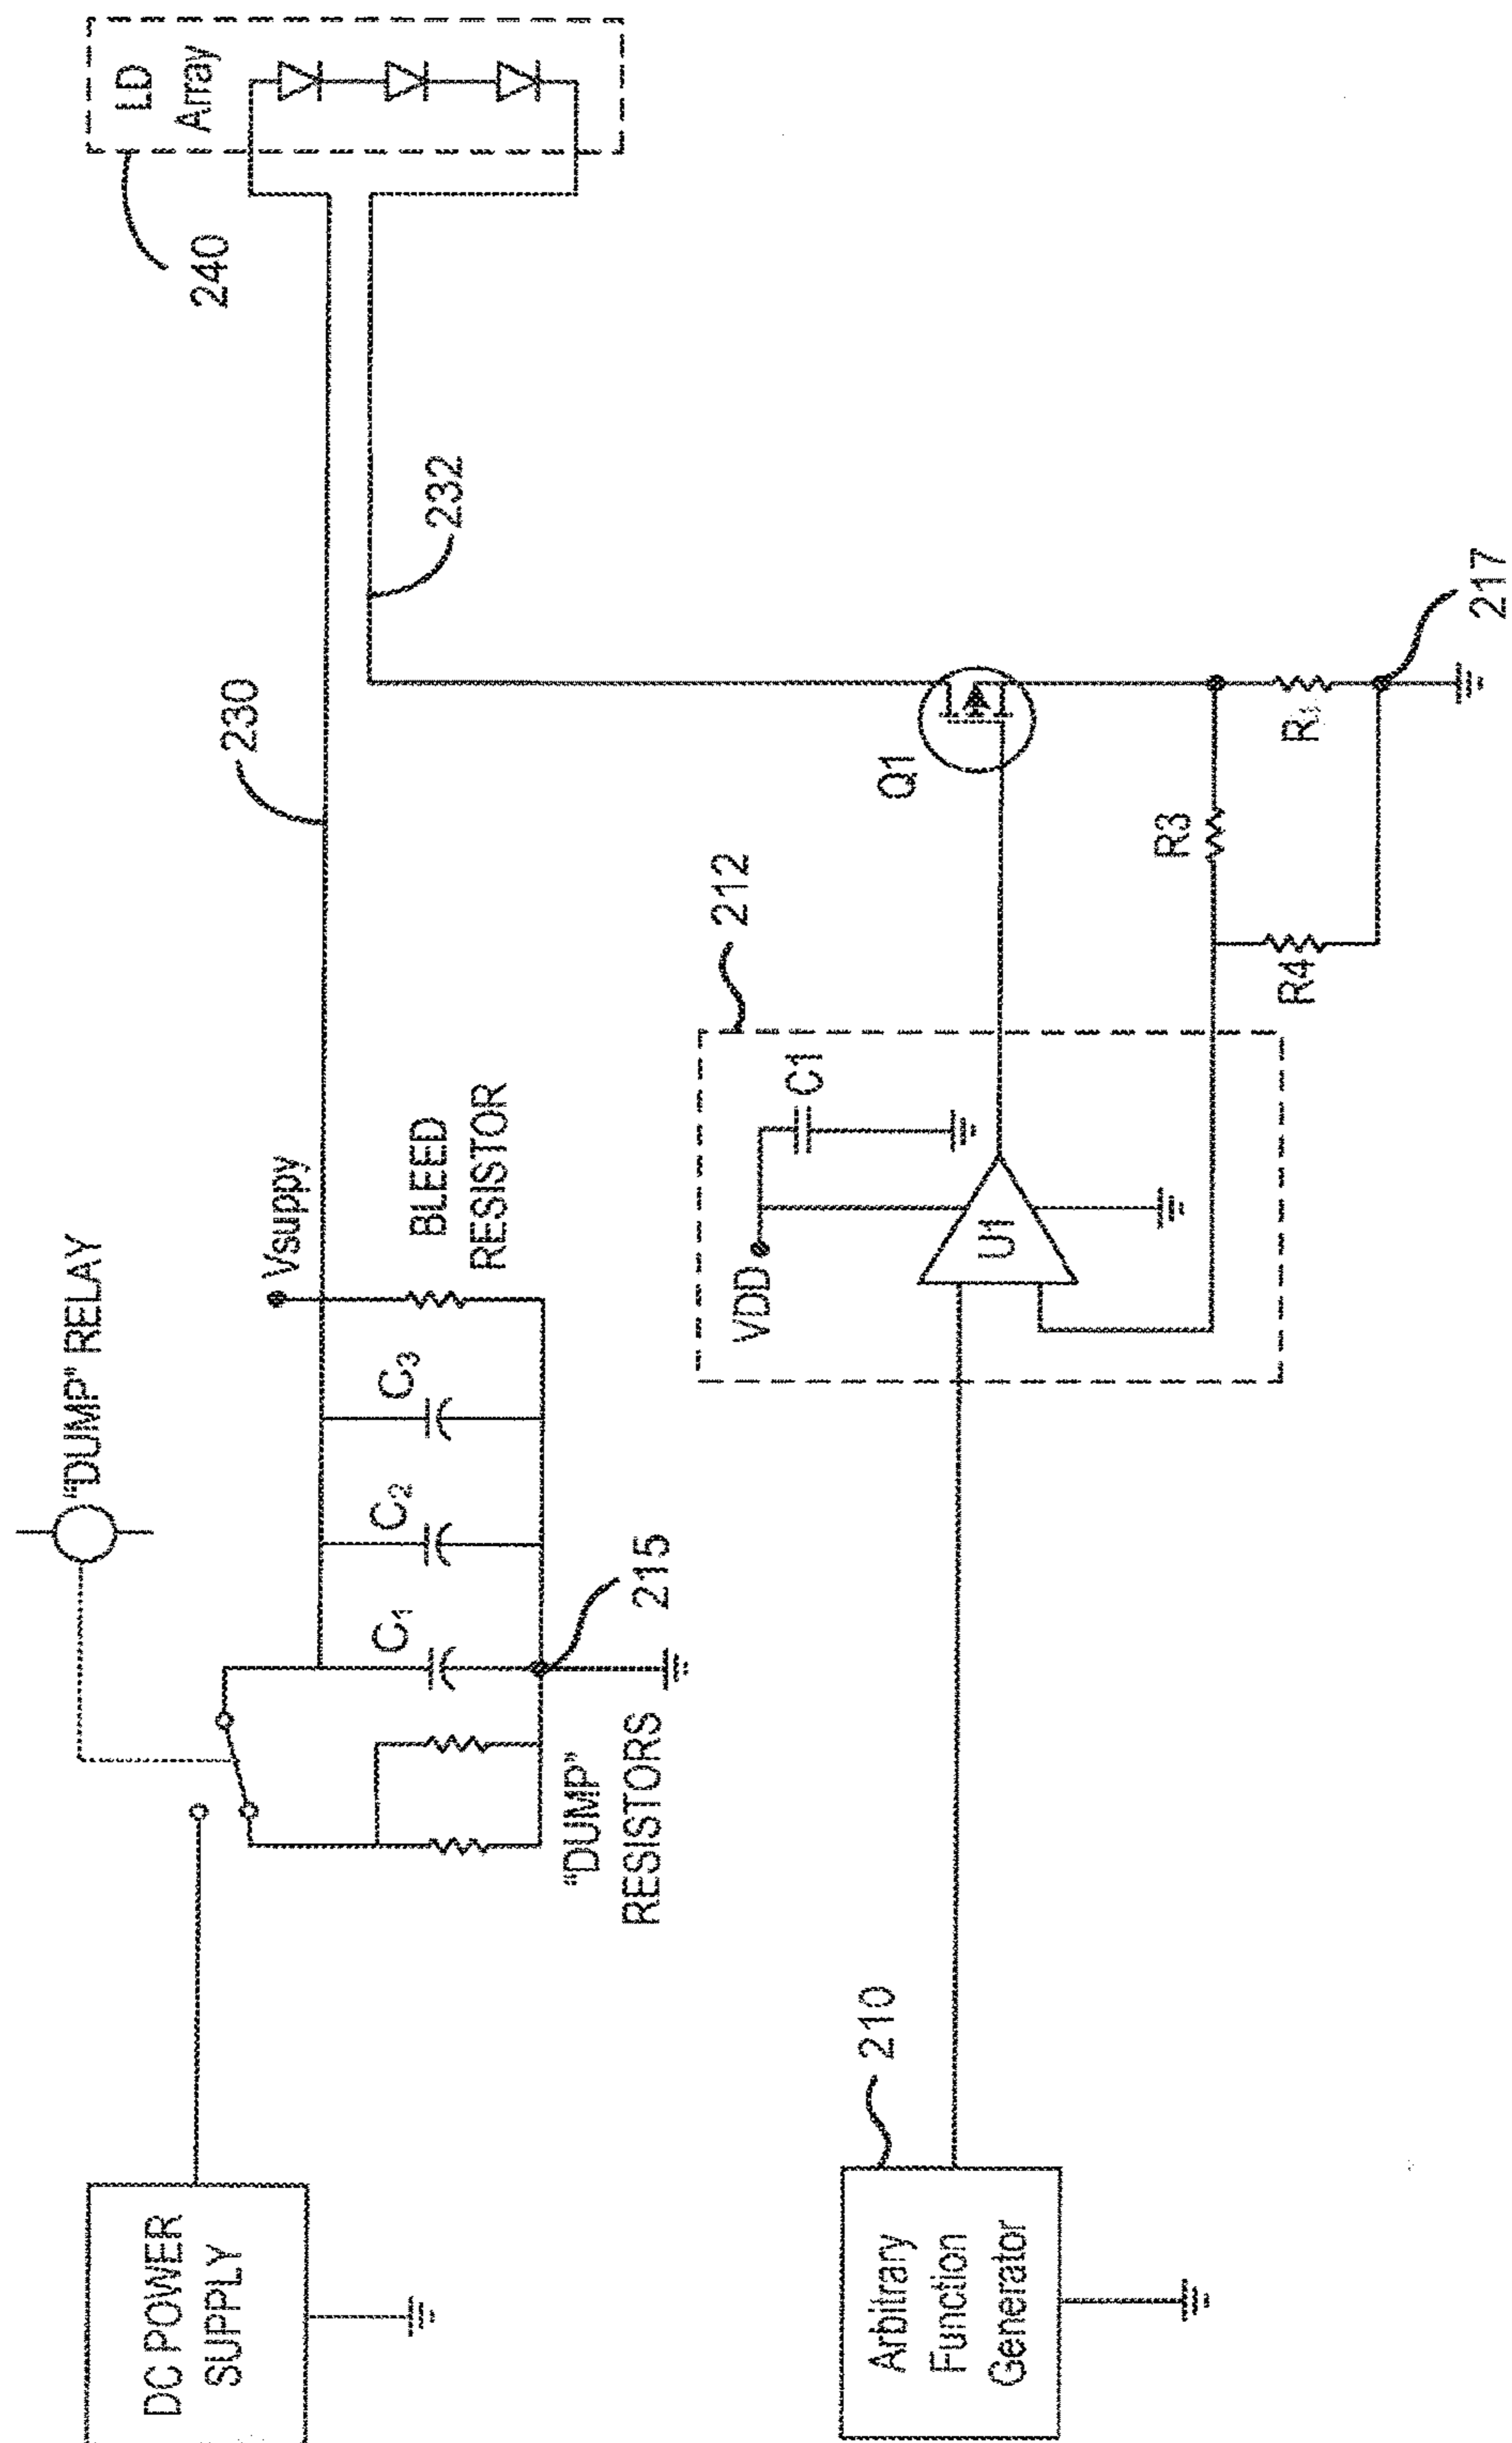 "DUMP" RELAY
LD
Array
240
230
Vsuppy
232
C1
C2
C3
BLEED
RESISTOR
DC POWER
SUPPLY
"DUMP"
RESISTORS
215
212
VDD
C1
Q1
U1
R3
R4
R
217
210
Arbitrary
Function
Generator